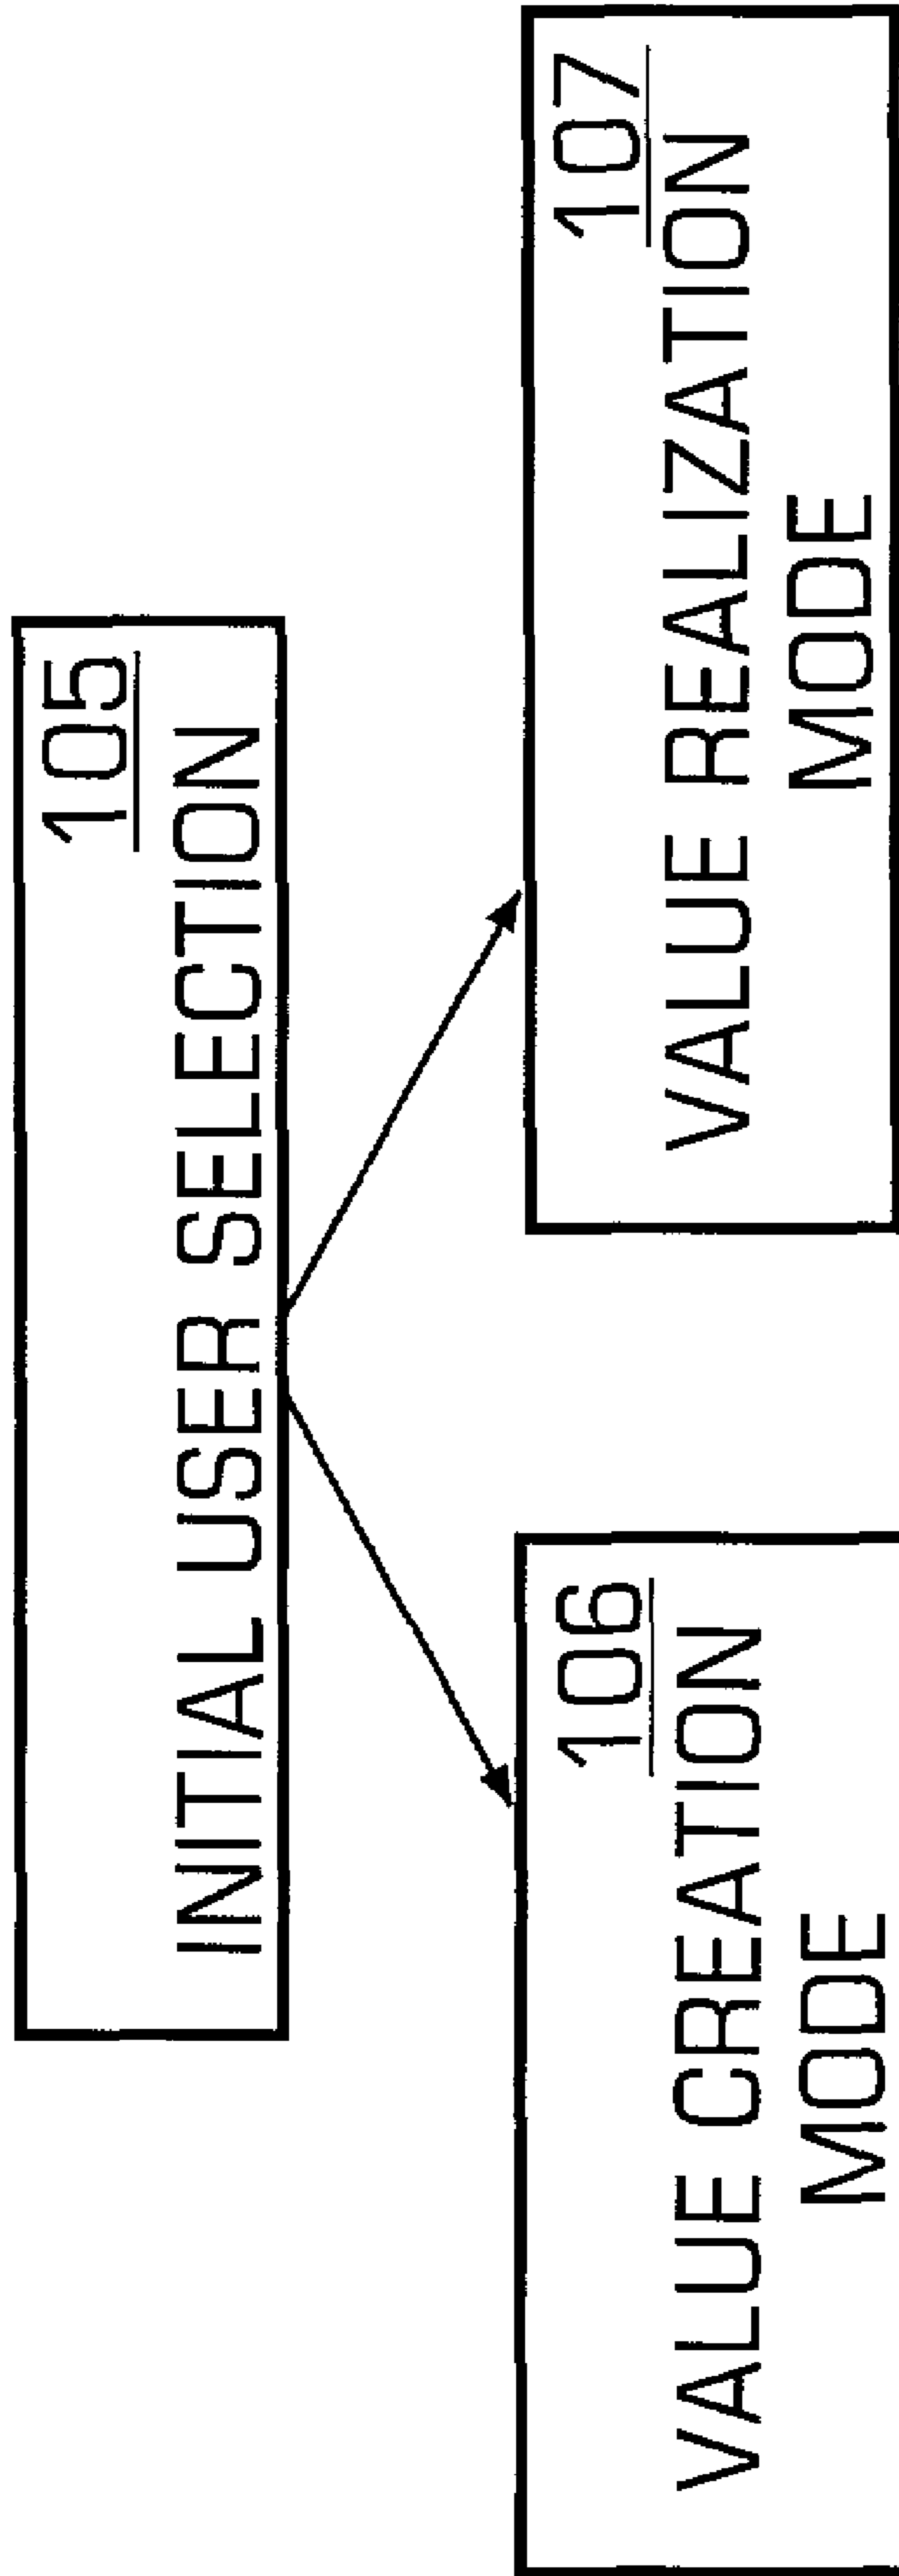 105
INITIAL USER SELECTION
106
VALUE CREATION
MODE
107
VALUE REALIZATION
MODE